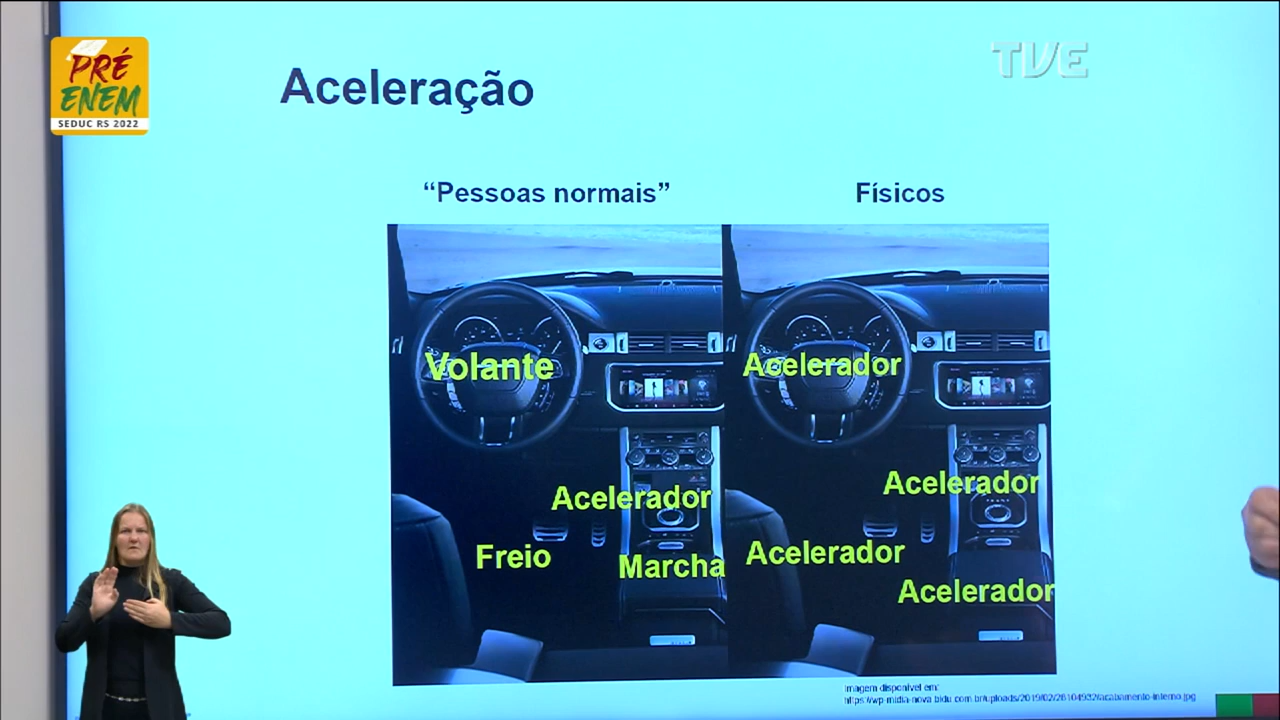 PRÉ
ENEM
SEDUC RS 2022
TVE
Aceleração
“Pessoas normais”
Físicos
Volante
Acelerador
Freio
Marcha
Acelerador
Acelerador
Acelerador
Acelerador
Imagem disponível em: